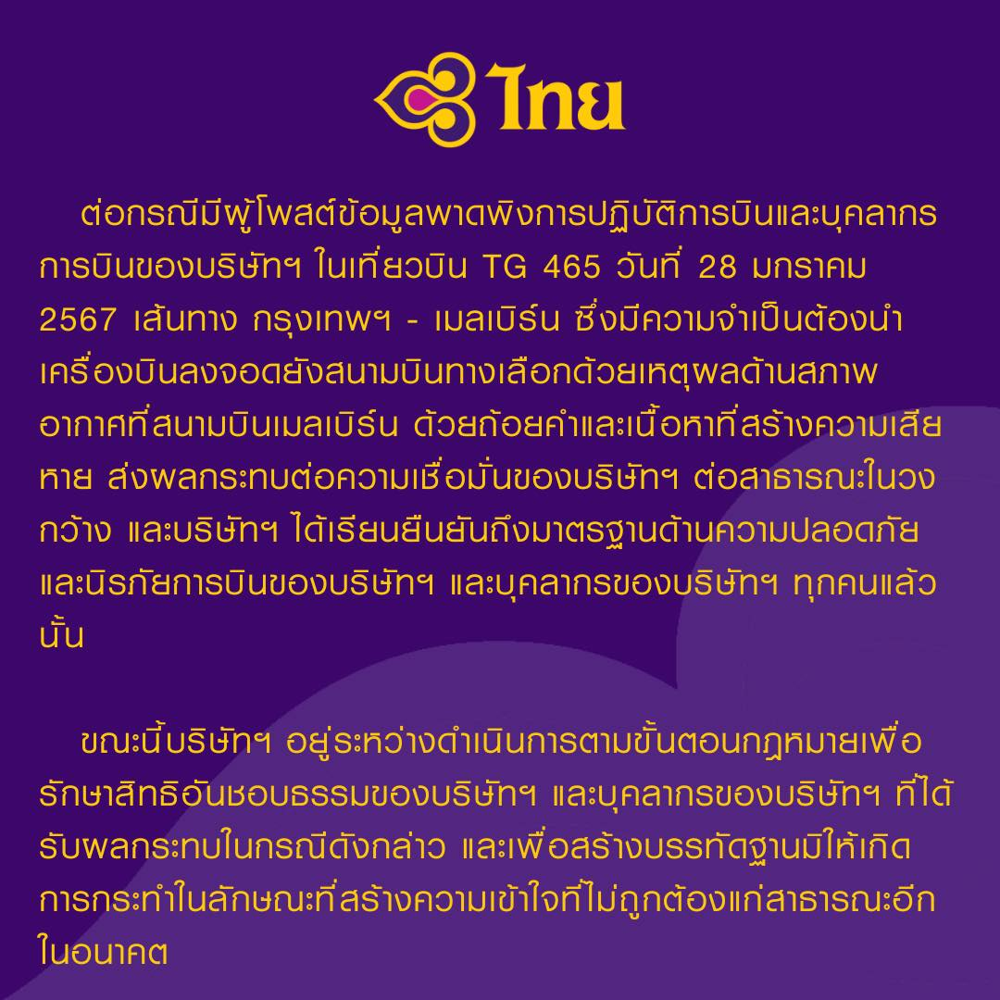 ไทย
ต่อกรณีมีผู้โพสต์ข้อมูลพาดพิงการปฏิบัติการบินและบุคลากร
การบินของบริษัทฯ ในเที่ยวบิน TG 465 วันที่ 28 มกราคม
2567 เส้นทาง กรุงเทพฯ - เมลเบิร์น ซึ่งมีความจำเป็นต้องนำ
เครื่องบินลงจอดยังสนามบินทางเลือกด้วยเหตุผลด้านสภาพ
อากาศที่สนามบินเมลเบิร์น ด้วยถ้อยคำและเนื้อหาที่สร้างความเสีย
หาย ส่งผลกระทบต่อความเชื่อมั่นของบริษัทฯ ต่อสาธารณะในวง
กว้าง และบริษัทฯ ได้เรียนยืนยันถึงมาตรฐานด้านความปลอดภัย
และนิรภัยการบินของบริษัทฯ และบุคลากรของบริษัทฯ ทุกคนแล้ว
นั้น
ขณะนี้บริษัทฯ อยู่ระหว่างดำเนินการตามขั้นตอนกฎหมายเพื่อ
รักษาสิทธิอันชอบธรรมของบริษัทฯ และบุคลากรของบริษัทฯ ที่ได้
รับผลกระทบในกรณีดังกล่าว และเพื่อสร้างบรรทัดฐานมิให้เกิด
การกระทำในลักษณะที่สร้างความเข้าใจที่ไม่ถูกต้องแก่สาธารณะอีก
ในอนาคต